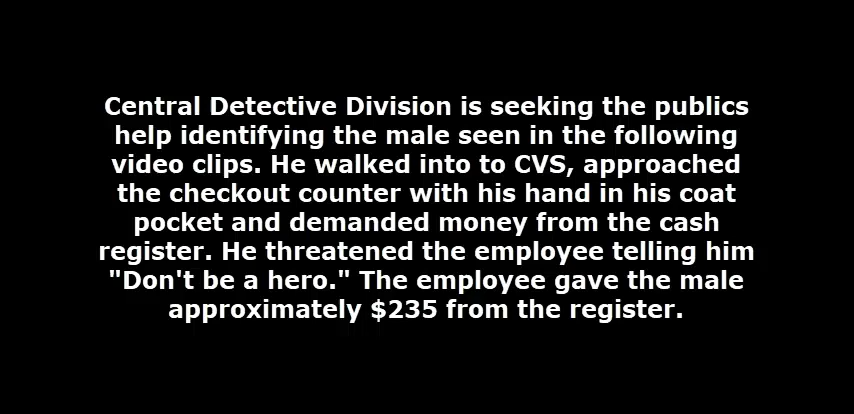 Central Detective Division is seeking the publics
help identifying the male seen in the following
video clips. He walked into to CVS, approached
the checkout counter with his hand in his coat
pocket and demanded money from the cash
register. He threatened the employee telling him
"Don't be a hero." The employee gave the male
approximately $235 from the register.